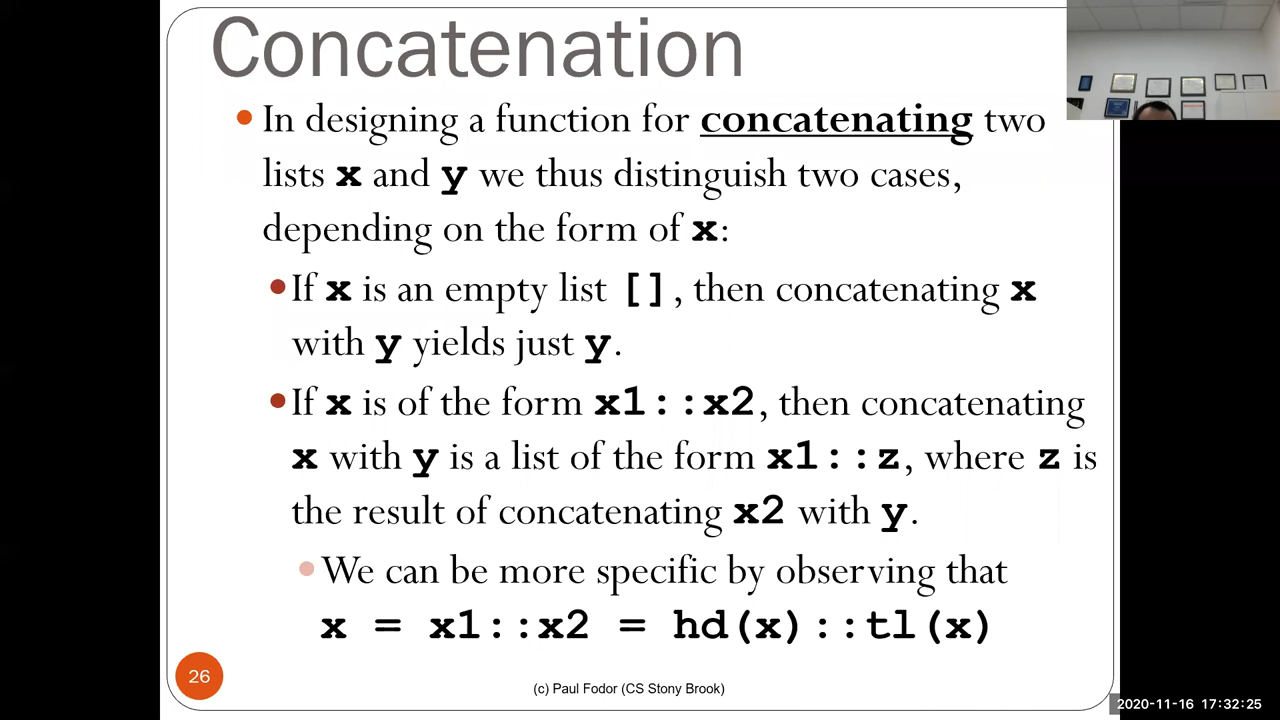 Concatenation
• In designing a function for concatenating two
lists x and y we thus distinguish two cases,
depending on the form of x:
• If x is an empty list [], then concatenating x
with y yields just y.
• If x is of the form x1::x2, then concatenating
x with y is a list of the form x1::z, where z is
the result of concatenating x2 with y.
• We can be more specific by observing that
x = x1::x2 = hd(x)::tl(x)
26
(c) Paul Fodor (CS Stony Brook)
2020-11-16 17:32:25